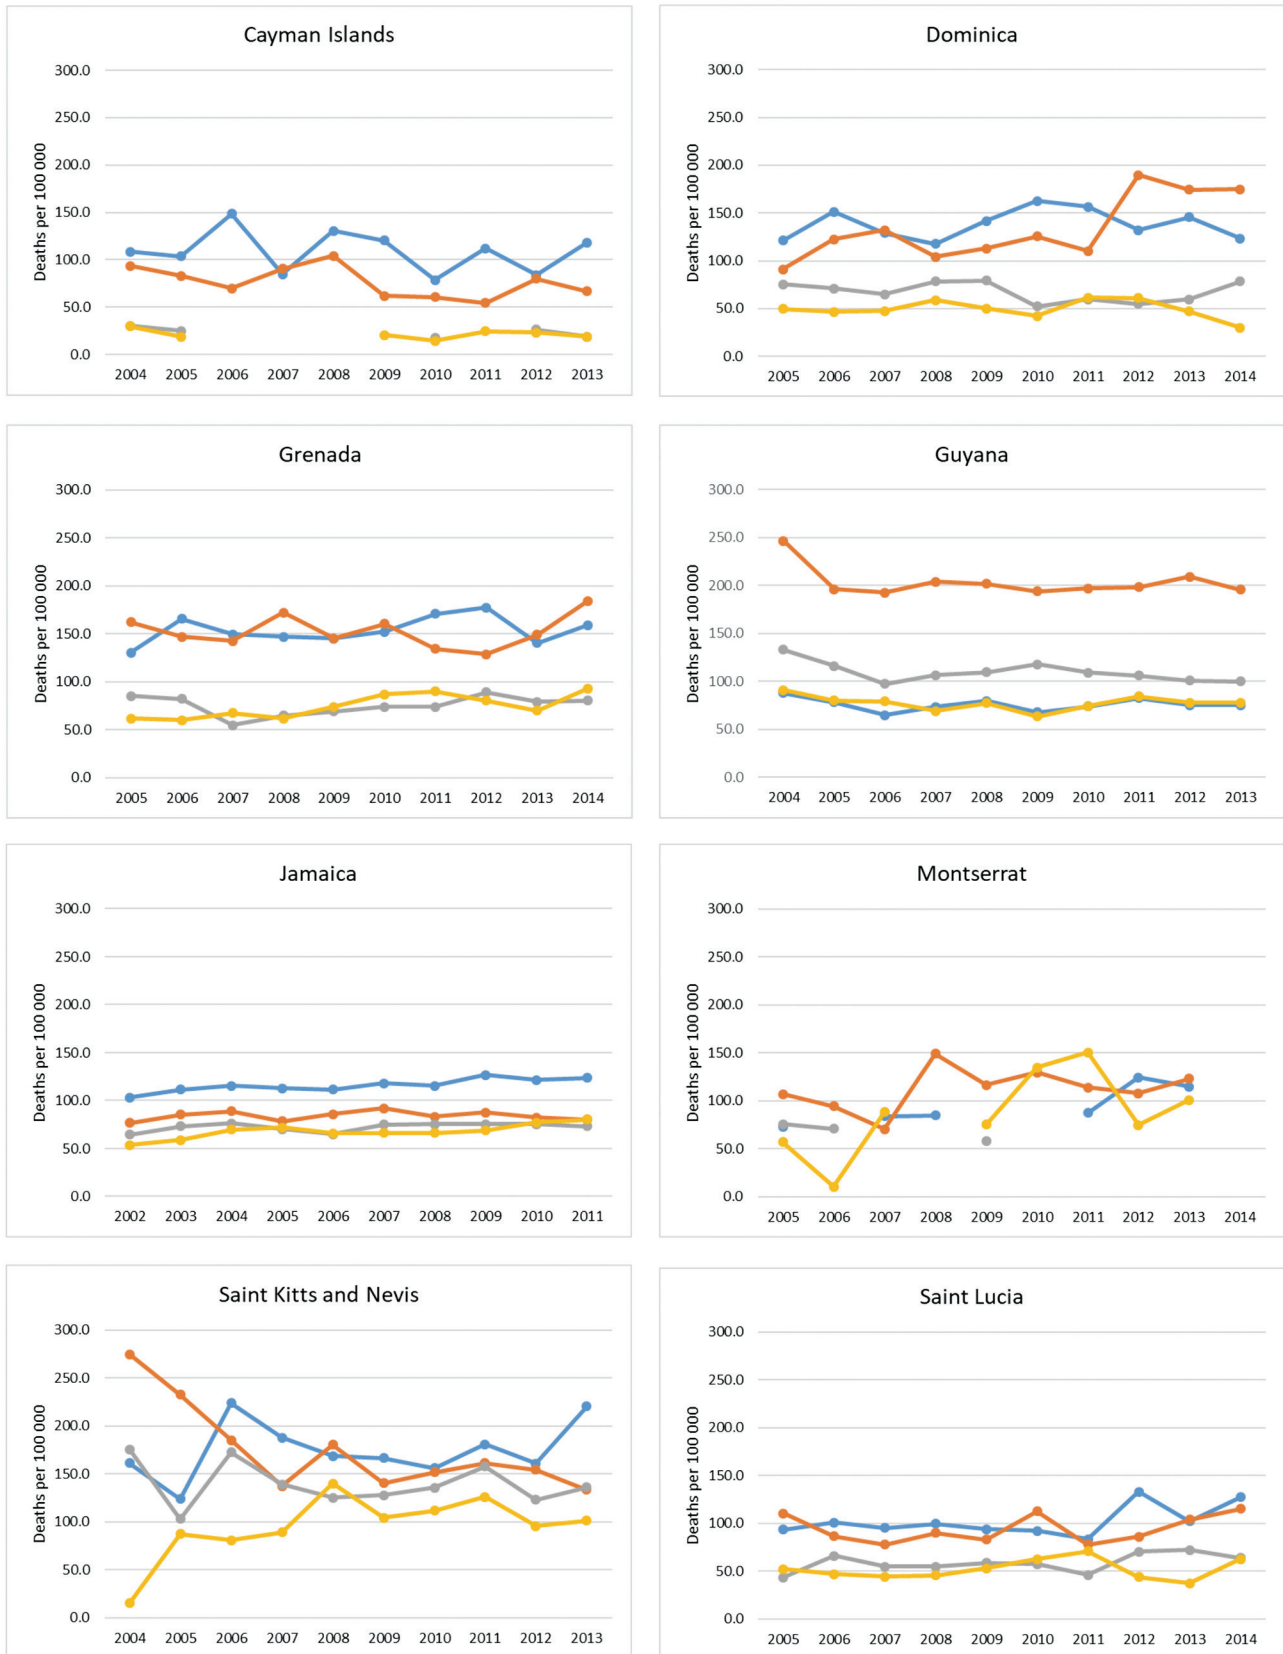 Cayman Islands
300.0
250.0
200.0
150.0
100.0
50.0
0.0
Deaths per 100 000
2004 2005 2006 2007 2008 2009 2010 2011 2012 2013
Dominica
300.0
250.0
200.0
150.0
100.0
50.0
0.0
Deaths per 100 000
2005 2006 2007 2008 2009 2010 2011 2012 2013 2014
Grenada
300.0
250.0
200.0
150.0
100.0
50.0
0.0
Deaths per 100 000
2005 2006 2007 2008 2009 2010 2011 2012 2013 2014
Guyana
300.0
250.0
200.0
150.0
100.0
50.0
0.0
Deaths per 100 000
2004 2005 2006 2007 2008 2009 2010 2011 2012 2013
Jamaica
300.0
250.0
200.0
150.0
100.0
50.0
0.0
Deaths per 100 000
2002 2003 2004 2005 2006 2007 2008 2009 2010 2011
Montserrat
300.0
250.0
200.0
150.0
100.0
50.0
0.0
Deaths per 100 000
2005 2006 2007 2008 2009 2010 2011 2012 2013 2014
Saint Kitts and Nevis
300.0
250.0
200.0
150.0
100.0
50.0
0.0
Deaths per 100 000
2004 2005 2006 2007 2008 2009 2010 2011 2012 2013
Saint Lucia
300.0
250.0
200.0
150.0
100.0
50.0
0.0
Deaths per 100 000
2005 2006 2007 2008 2009 2010 2011 2012 2013 2014